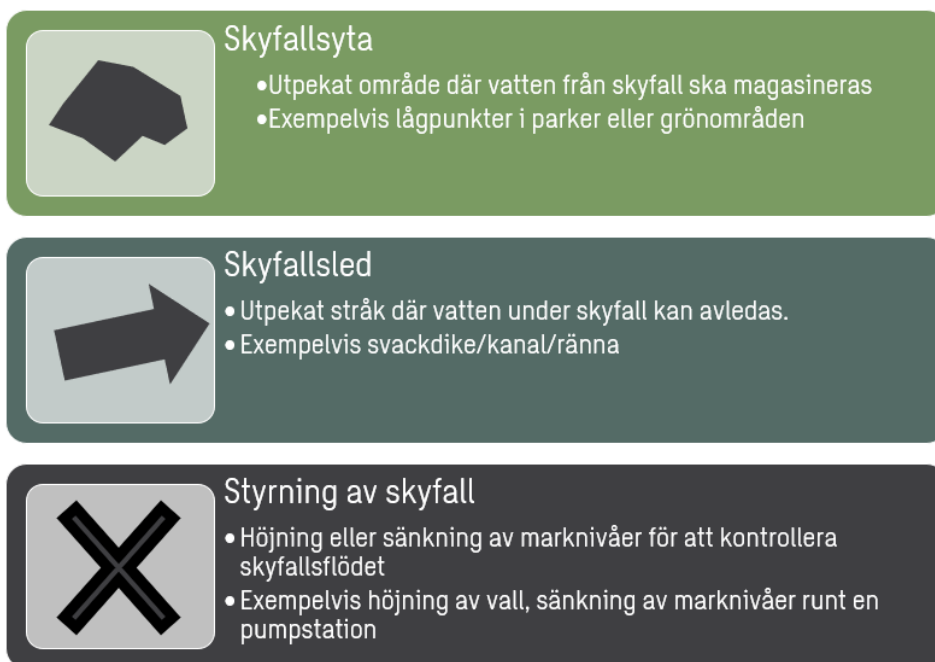 Skyfallsyta
•Utpekat område där vatten från skyfall ska magasineras
•Exempelvis lågpunkter i parker eller grönområden
Skyfallsled
• Utpekat stråk där vatten under skyfall kan avledas.
• Exempelvis svackdike/kanal/ränna
Styrning av skyfall
• Höjning eller sänkning av marknivåer för att kontrollera
skyfallsflödet
• Exempelvis höjning av vall, sänkning av marknivåer runt en
pumpstation